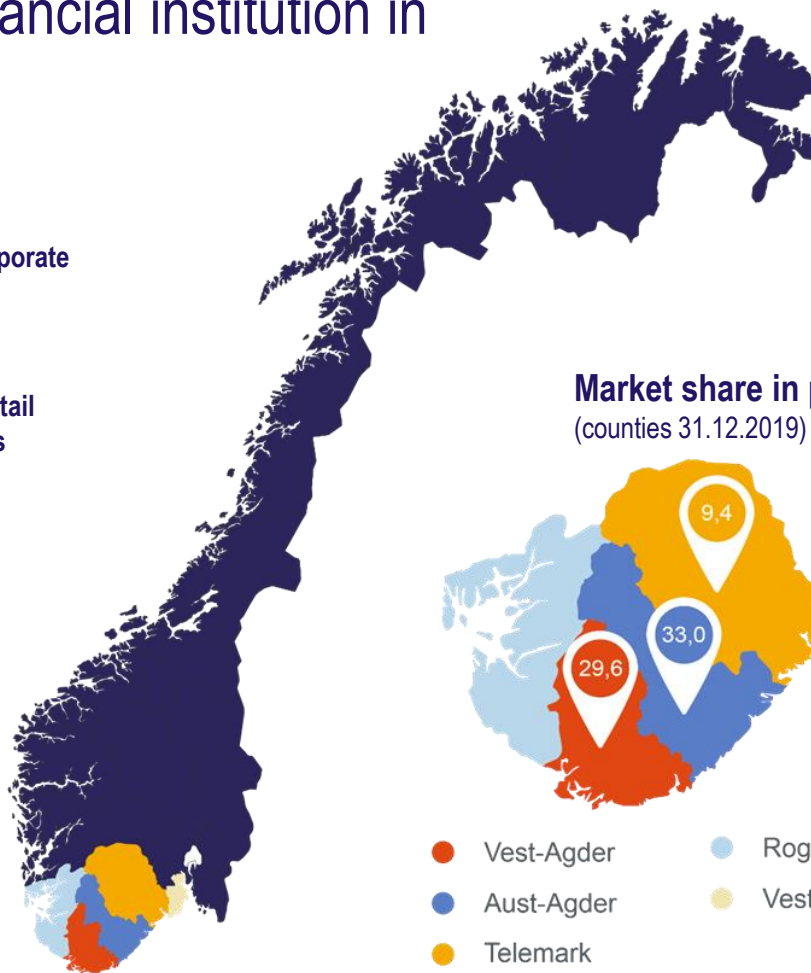 ancial institution in
porate
tail
s
Market share in p
(counties 31.12.2019)
9,4
33,0
29,6
Vest-Agder
Rog
Aust-Agder
Vest
Telemark